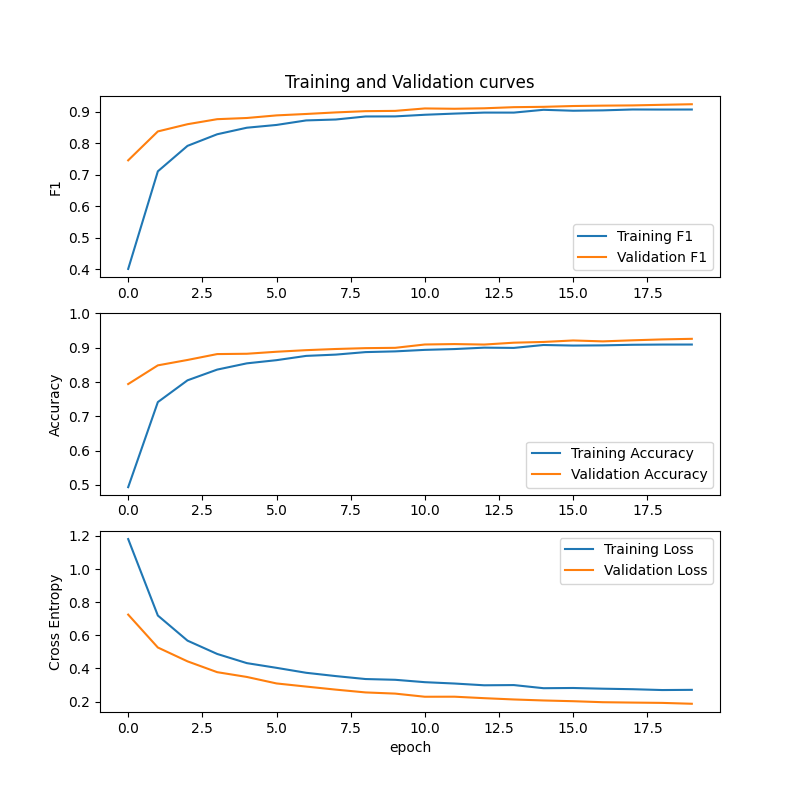 Training and Validation curves
0.9
0.8
0.7
0.6
0.5
0.4
F1
Training F1
Validation F1
0.0 2.5 5.0 7.5 10.0 12.5 15.0 17.5
1.0
0.9
0.8
0.7
0.6
0.5
Accuracy
Training Accuracy
Validation Accuracy
0.0 2.5 5.0 7.5 10.0 12.5 15.0 17.5
1.2
1.0
0.8
0.6
0.4
0.2
Cross Entropy
Training Loss
Validation Loss
0.0 2.5 5.0 7.5 10.0 12.5 15.0 17.5
epoch